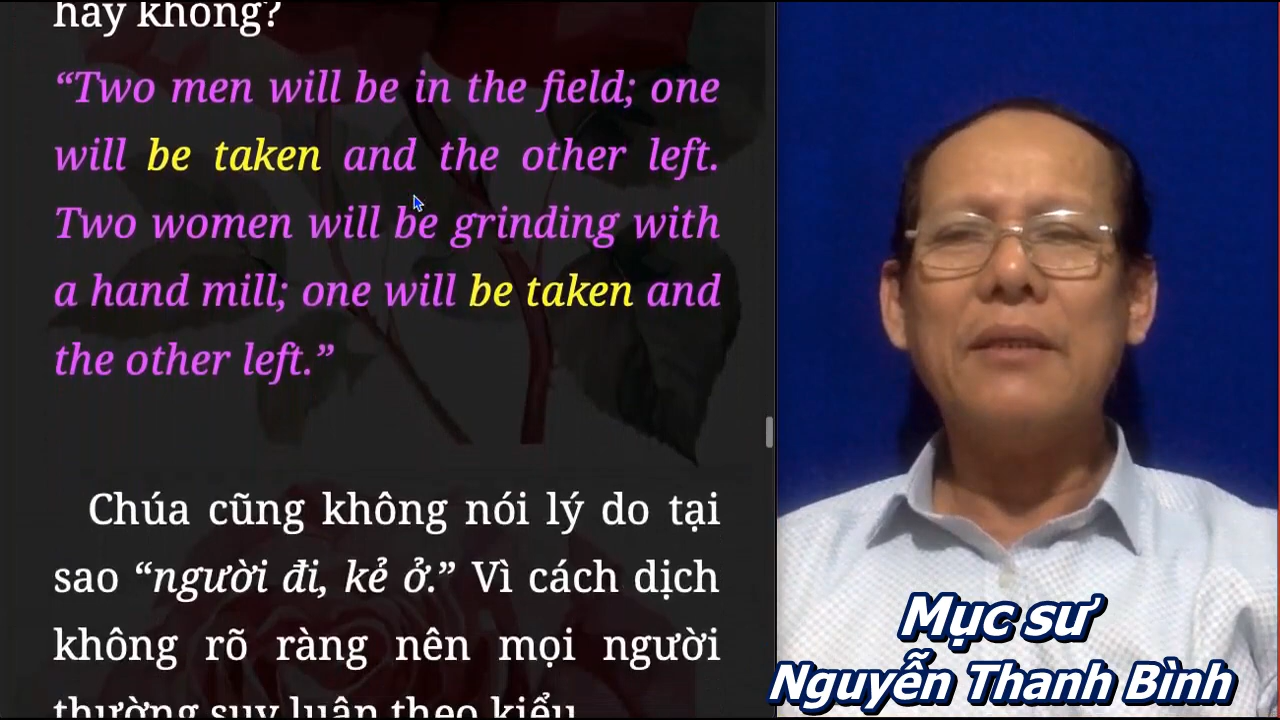 hay không?
“Two men will be in the field; one
will be taken and the other left.
Two women will be grinding with
a hand mill; one will be taken and
the other left.”
Chúa cũng không nói lý do tại
sao “người đi, kẻ ở.” Vì cách dịch
không rõ ràng nên mọi người
thường suy luận theo kiểu
Mục sư
Nguyễn Thanh Bình